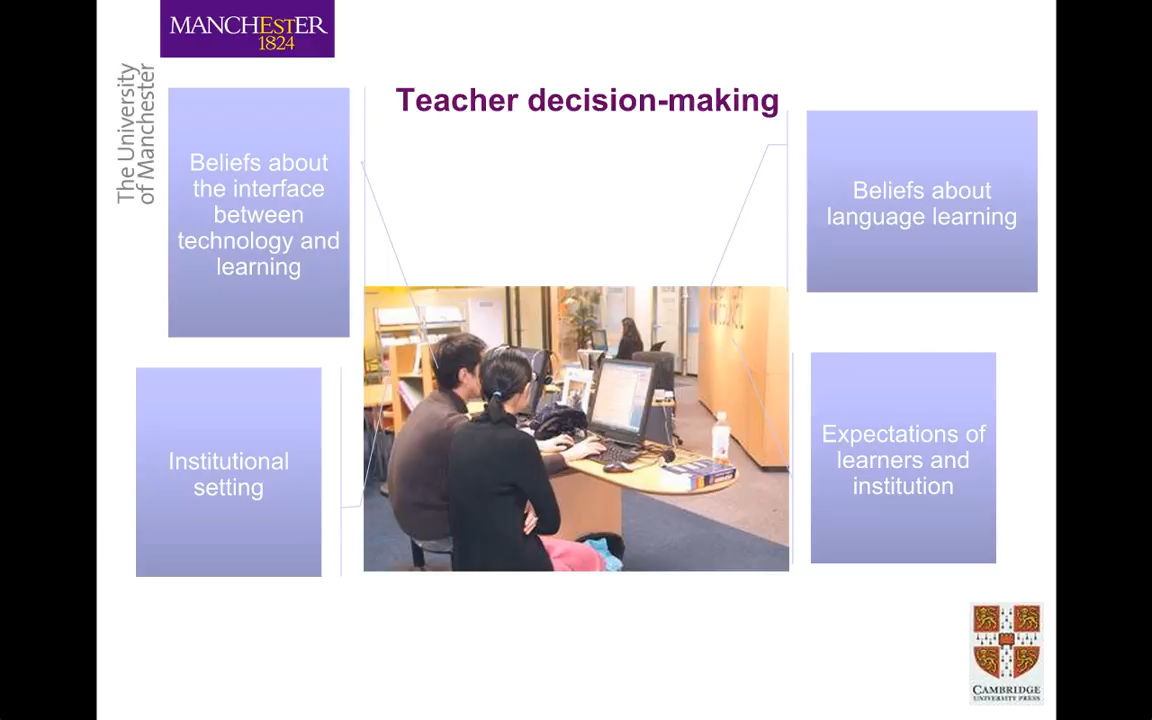 MANCHESTER
1824
The University
of Manchester
Teacher decision-making
Beliefs about
the interface
between
technology and
learning
Beliefs about
language learning
Institutional
setting
Expectations of
learners and
institution
CAMBRIDGE
UNIVERSITY PRESS